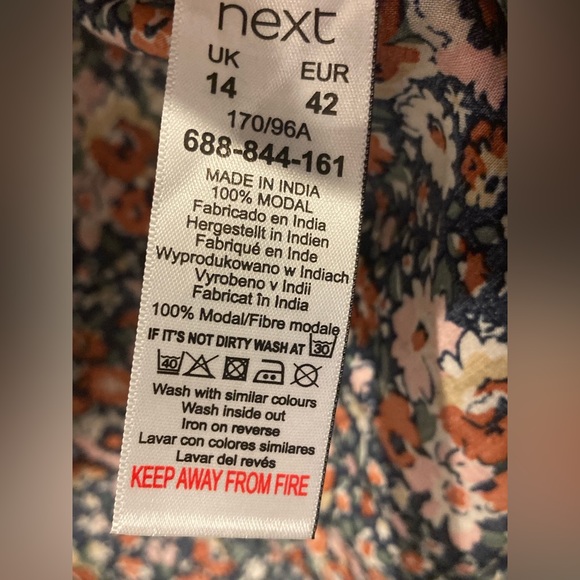 next
UK EUR
14 42
170/96A
688-844-161
MADE IN INDIA
100% MODAL
Fabricado en India
Hergestellt in Indien
Fabriqué en Inde
Wyprodukowano w Indiach
Vyrobeno v Indii
Fabricat în India
100% Modal/Fibre modale
IF IT'S NOT DIRTY WASH AT 30
40
Wash with similar colours
Wash inside out
Iron on reverse
Lavar con colores similares
Lavar del revés
KEEP AWAY FROM FIRE